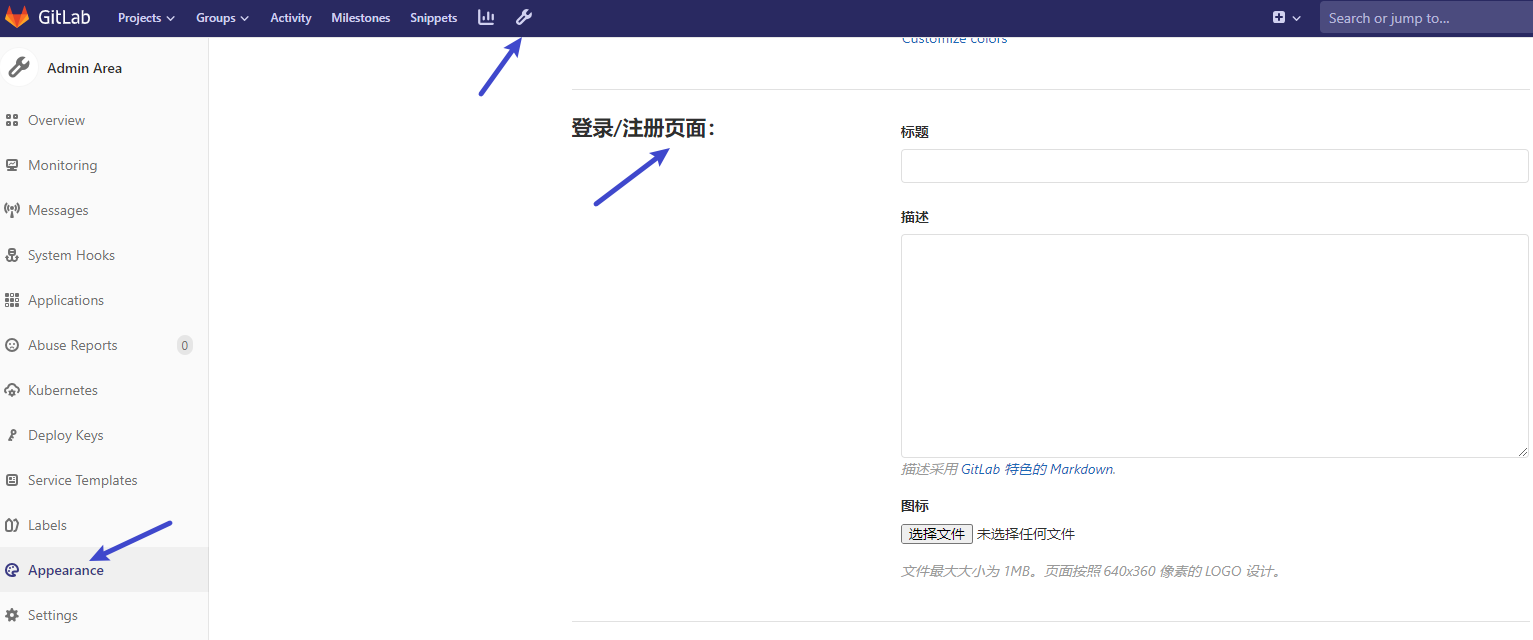 GitLab Projects Groups Activity Milestones Snippets Search or jump to...
Admin Area
Overview
Monitoring
Messages
System Hooks
Applications
Abuse Reports 0
Kubernetes
Deploy Keys
Service Templates
Labels
Appearance
Settings
Customize colors
登录/注册页面：
标题
描述
描述采用 GitLab 特色的 Markdown.
图标
选择文件 未选择任何文件
文件最大大小为 1MB。页面按照 640x360 像素的 LOGO 设计。